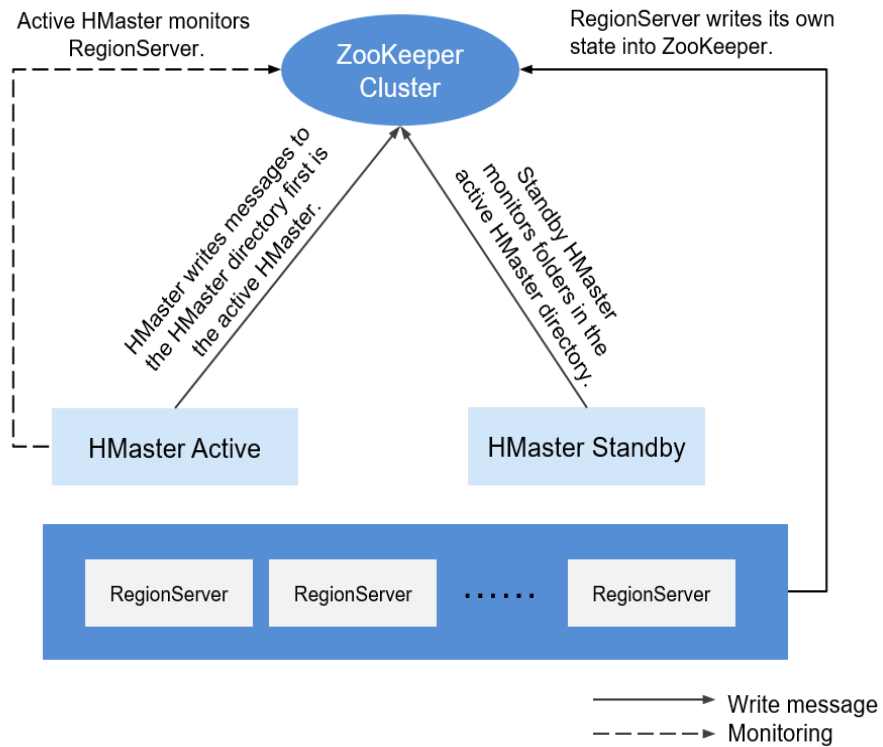 Active HMaster monitors
RegionServer.
RegionServer writes its own
state into ZooKeeper.
ZooKeeper
Cluster
HMaster writes messages to
the HMaster directory first is
the active HMaster.
Standby HMaster
monitors folders in the
active HMaster directory.
HMaster Active
HMaster Standby
RegionServer
RegionServer
......
RegionServer
Write message
Monitoring